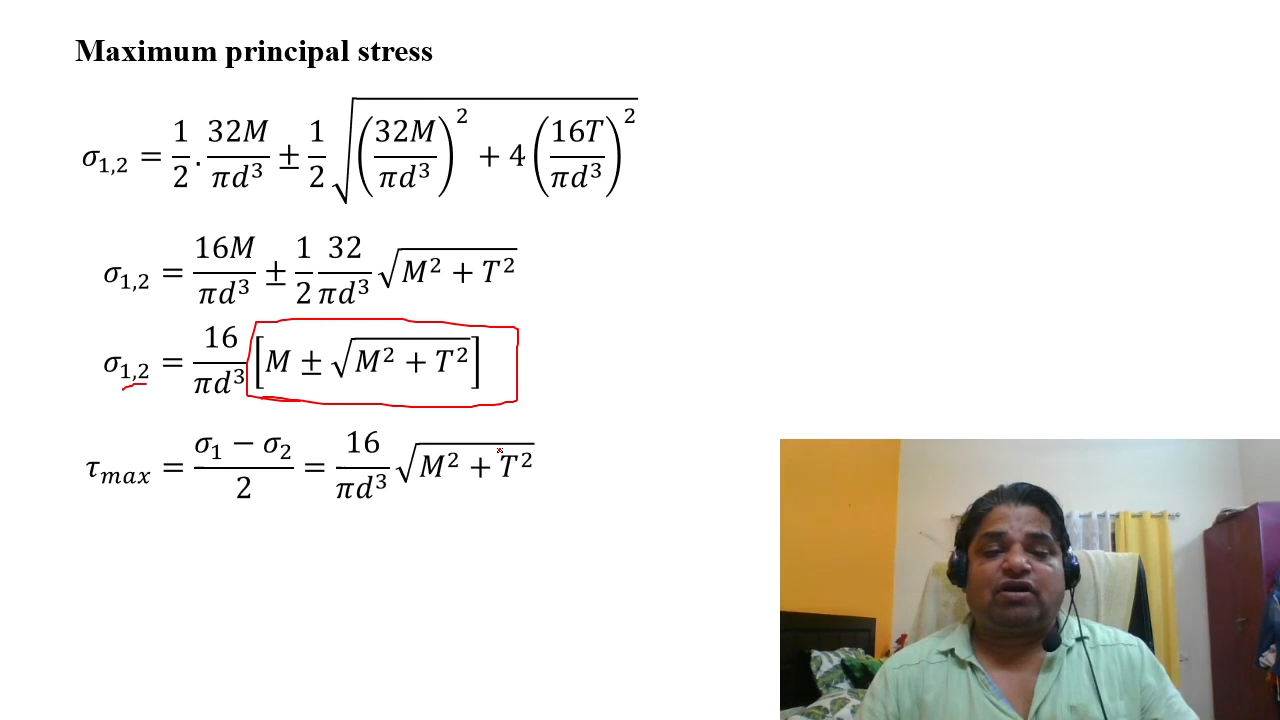 Maximum principal stress
σ₁,₂ = 1/2 . 32M/πd³ ± 1/2 √((32M/πd³)² + 4(16T/πd³)²)
σ₁,₂ = 16M/πd³ ± 1/2 32/πd³ √(M² + T²)
σ₁,₂ = 16/πd³ [M ± √(M² + T²)]
τₘₐₓ = (σ₁ − σ₂)/2 = 16/πd³ √(M² + T²)